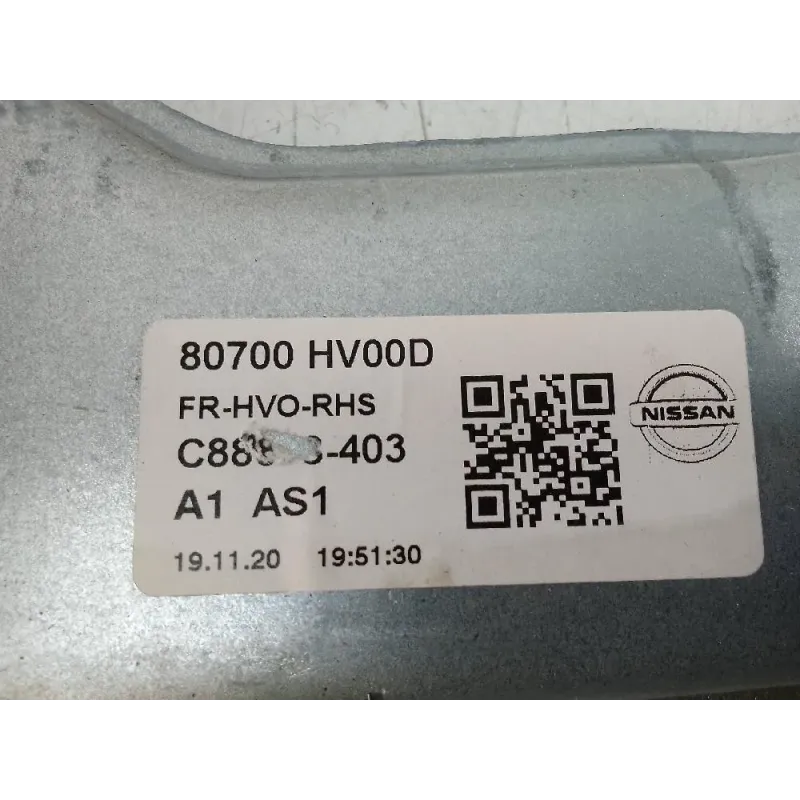 80700 HV00D
FR-HVO-RHS
A1 AS1
19.11.20 19:51:30
NISSAN